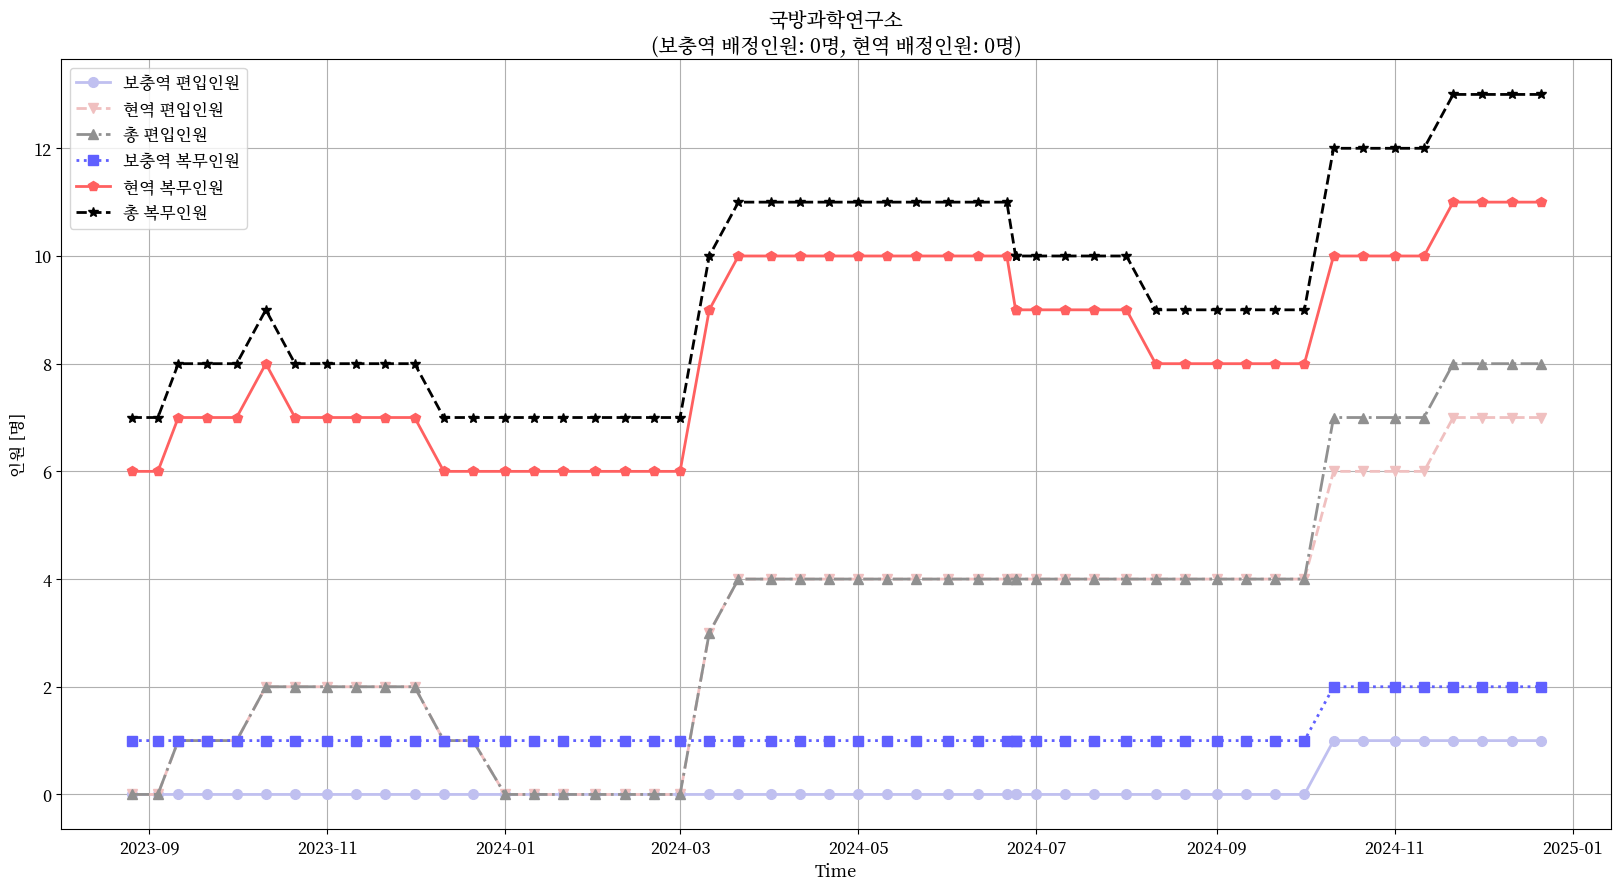 국방과학연구소
(보충역 배정인원: 0명, 현역 배정인원: 0명)
보충역 편입인원
현역 편입인원
총 편입인원
보충역 복무인원
현역 복무인원
총 복무인원
인원 [명]
12
10
8
6
4
2
0
2023-09
2023-11
2024-01
2024-03
2024-05
2024-07
2024-09
2024-11
2025-01
Time